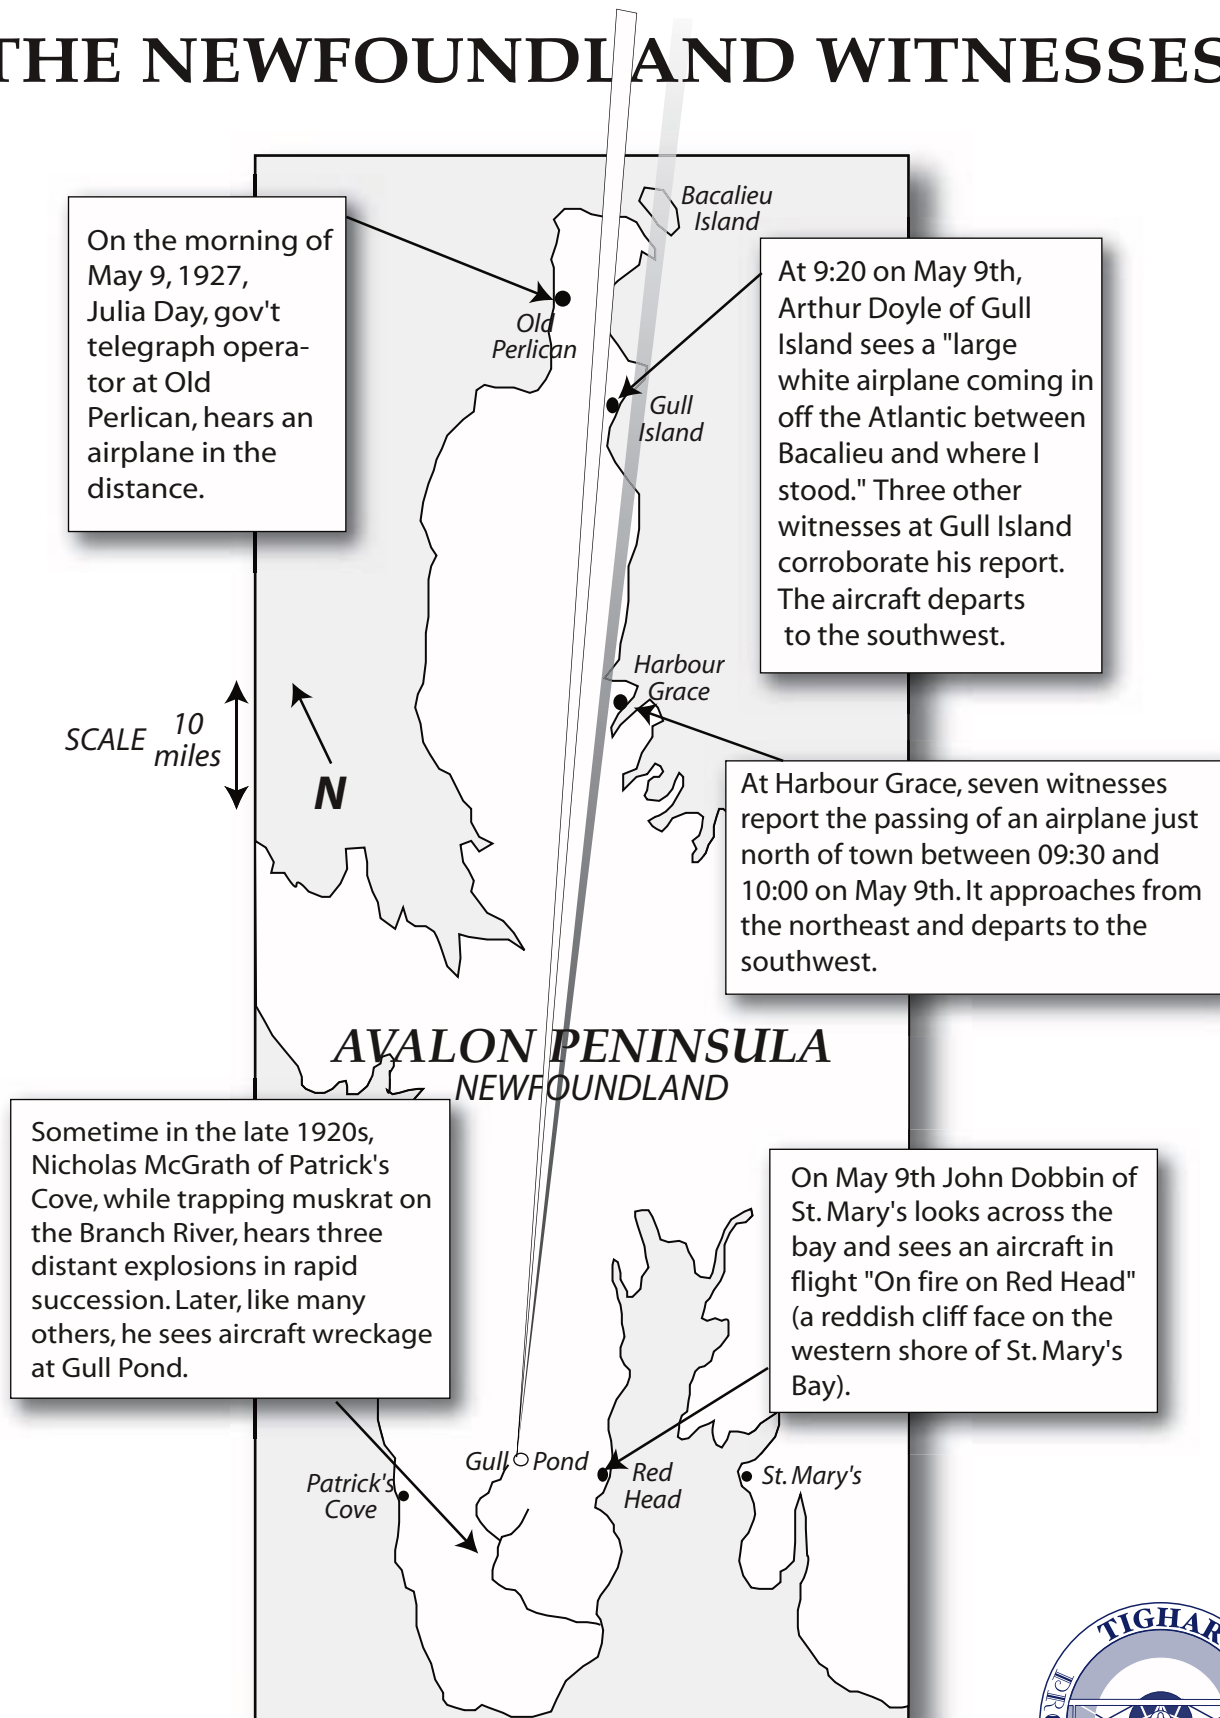 THE NEWFOUNDLAND WITNESSES
Bacalieu
Island
On the morning of
May 9, 1927,
Julia Day, gov't
telegraph opera-
tor at Old
Perlican, hears an
airplane in the
distance.
At 9:20 on May 9th,
Arthur Doyle of Gull
Island sees a "large
white airplane coming in
off the Atlantic between
Bacalieu and where I
stood." Three other
witnesses at Gull Island
corroborate his report.
The aircraft departs
to the southwest.
Old
Perlican
Gull
Island
Harbour
Grace
SCALE 10
miles
N
At Harbour Grace, seven witnesses
report the passing of an airplane just
north of town between 09:30 and
10:00 on May 9th. It approaches from
the northeast and departs to the
southwest.
AVALON PENINSULA
NEWFOUNDLAND
Sometime in the late 1920s,
Nicholas McGrath of Patrick's
Cove, while trapping muskrat on
the Branch River, hears three
distant explosions in rapid
succession. Later, like many
others, he sees aircraft wreckage
at Gull Pond.
On May 9th John Dobbin of
St. Mary's looks across the
bay and sees an aircraft in
flight "On fire on Red Head"
(a reddish cliff face on the
western shore of St. Mary's
Bay).
Gull Pond
Patrick's
Cove
Red
Head
St. Mary's
TIGHAR